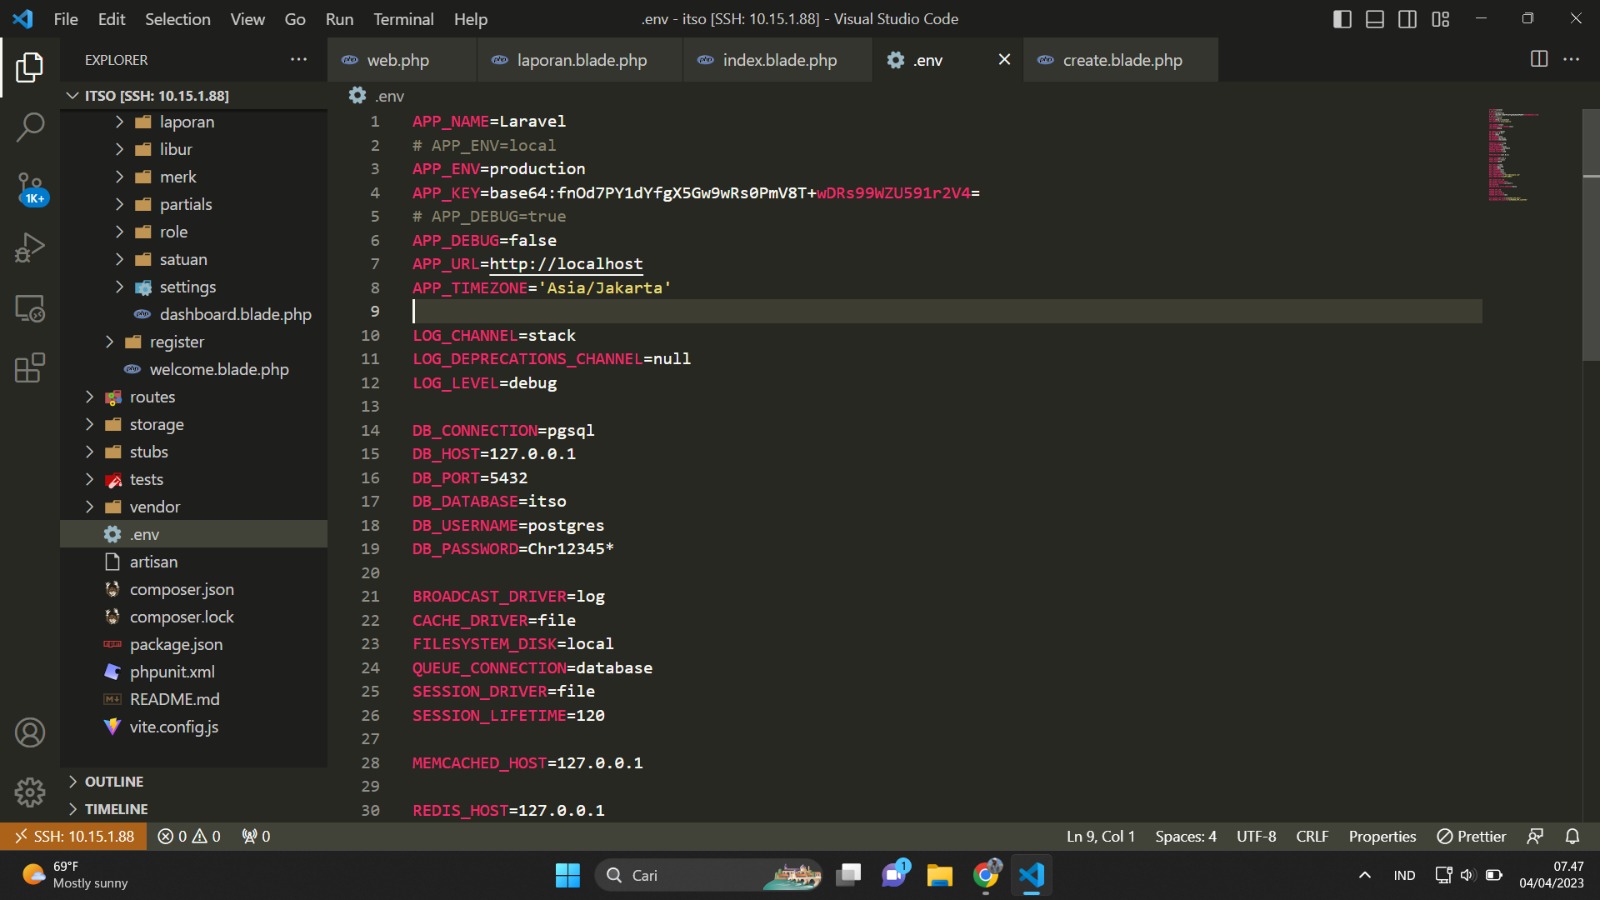 File Edit Selection View Go Run Terminal Help
.env - itso [SSH: 10.15.1.88] - Visual Studio Code
EXPLORER
web.php
laporan.blade.php
index.blade.php
.env
create.blade.php
ITSO [SSH: 10.15.1.88]
laporan
libur
merk
partials
role
satuan
settings
dashboard.blade.php
register
welcome.blade.php
routes
storage
stubs
tests
vendor
.env
artisan
composer.json
composer.lock
package.json
phpunit.xml
README.md
vite.config.js
OUTLINE
TIMELINE
1K+
.env
1 APP_NAME=Laravel
2 # APP_ENV=local
3 APP_ENV=production
4 APP_KEY=base64:fnOd7PY1dYfgX5Gw9wRs0PmV8T+wDRs99WZU591r2V4=
5 # APP_DEBUG=true
6 APP_DEBUG=false
7 APP_URL=http://localhost
8 APP_TIMEZONE='Asia/Jakarta'
9
10 LOG_CHANNEL=stack
11 LOG_DEPRECATIONS_CHANNEL=null
12 LOG_LEVEL=debug
13
14 DB_CONNECTION=pgsql
15 DB_HOST=127.0.0.1
16 DB_PORT=5432
17 DB_DATABASE=itso
18 DB_USERNAME=postgres
19 DB_PASSWORD=Chr12345*
20
21 BROADCAST_DRIVER=log
22 CACHE_DRIVER=file
23 FILESYSTEM_DISK=local
24 QUEUE_CONNECTION=database
25 SESSION_DRIVER=file
26 SESSION_LIFETIME=120
27
28 MEMCACHED_HOST=127.0.0.1
29
30 REDIS_HOST=127.0.0.1
SSH: 10.15.1.88 0 0 0
Ln 9, Col 1 Spaces: 4 UTF-8 CRLF Properties Prettier
69°F
Mostly sunny
Cari
1
IND
07.47
04/04/2023